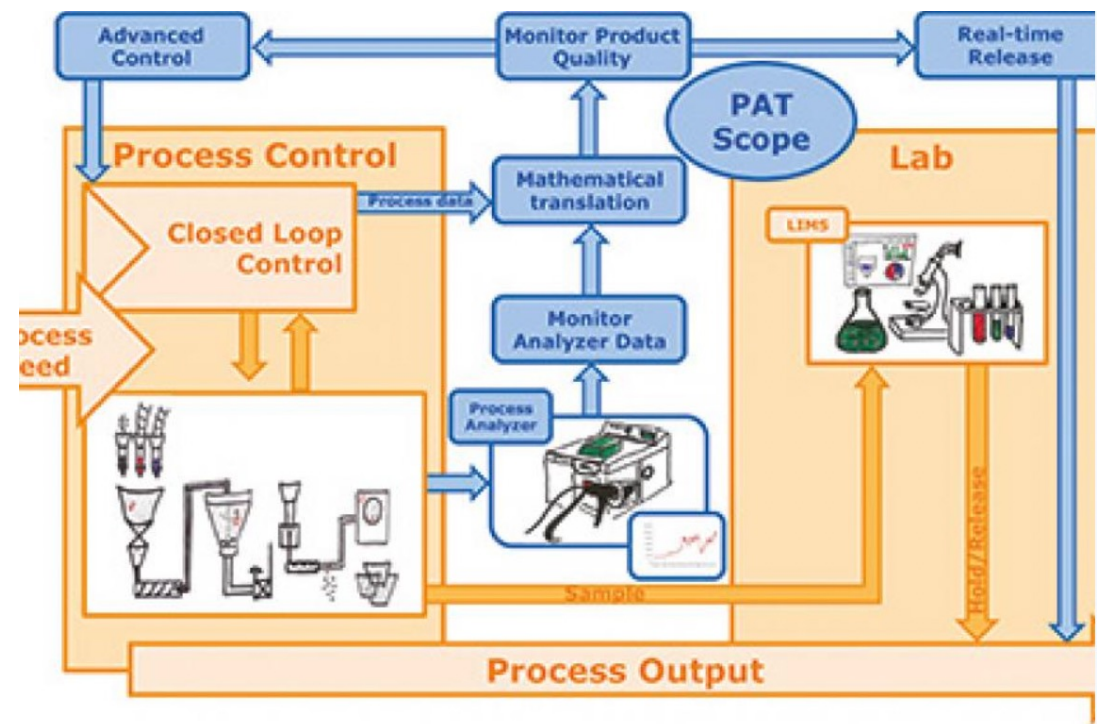 Advanced
Control
Monitor Product
Quality
Real-time
Release
PAT
Scope
Process Control
Lab
Mathematical
translation
Process data
LIMS
Closed Loop
Control
Monitor
Analyzer Data
ocess
eed
Process
Analyzer
Sample
Hold/Release
Process Output